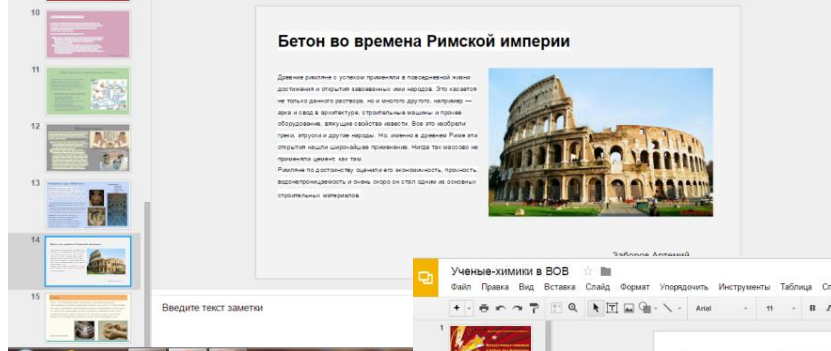 10
11
12
13
14
15
Бетон во времена Римской империи
Древние римляне с успехом применяли в повседневной жизни
достижения и открытия завоеванных ими народов. Это касается
не только данного раствора, но и многого другого, например —
арка и свод в архитектуре, строительные машины и прочее
оборудование, вяжущие свойства извести. Все это изобрели
греки, этруски и другие народы. Но, именно в древнем Риме эти
открытия нашли широчайшее применение. Нигде так массово не
применяли цемент, как там.
Римляне по достоинству оценили его экономичность, прочность,
водонепроницаемость и очень скоро он стал одним из основных
строительных материалов.
Заборов Артемий
Введите текст заметки
Ученые-химики в ВОВ
Файл Правка Вид Вставка Слайд Формат Упорядочить Инструменты Таблица
Arial 11 B I
1